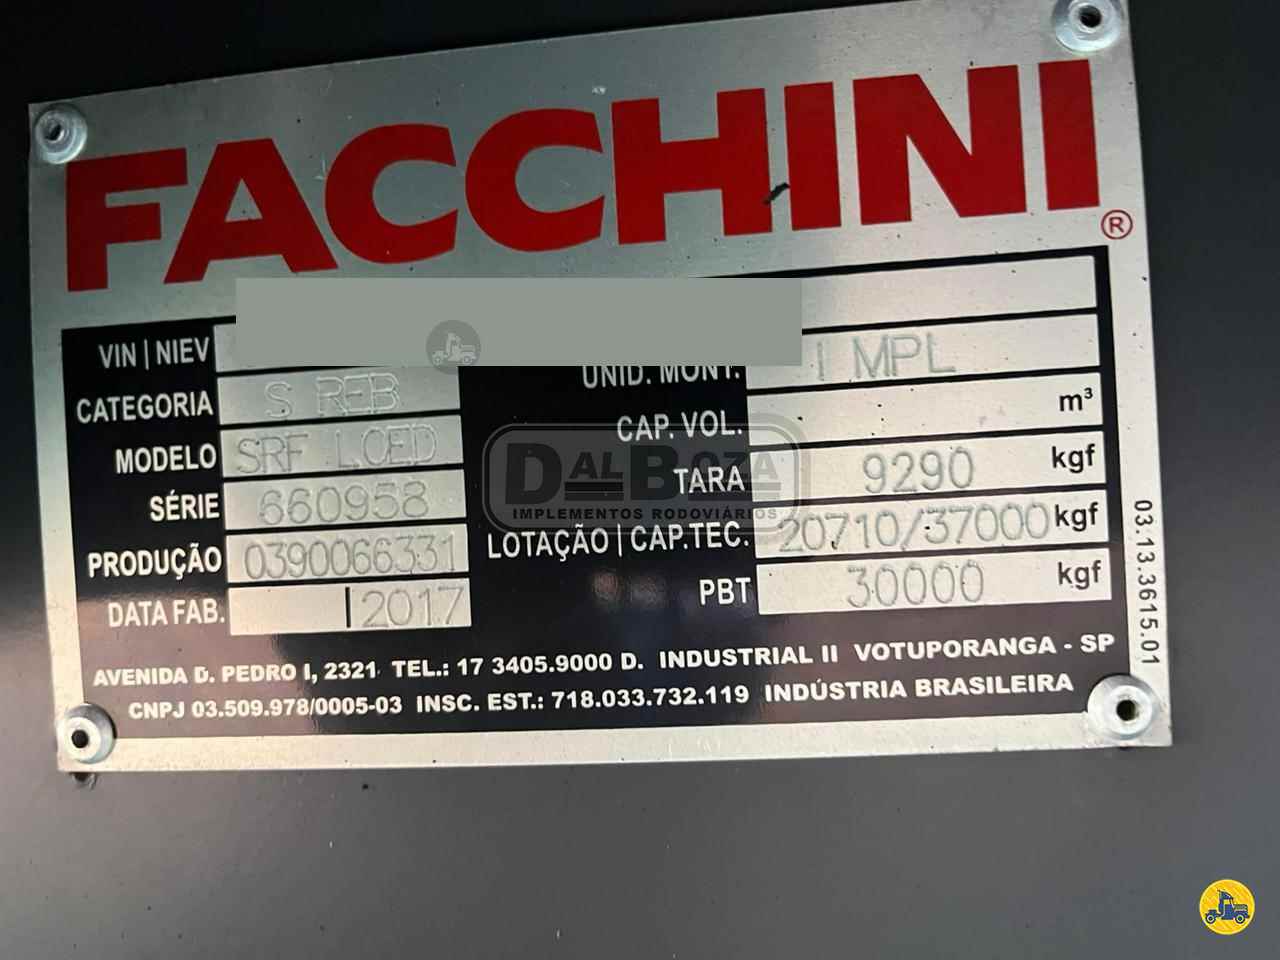 FACCHINI ®
VIN | NIEV
CATEGORIA S REB UNID. MONT. I MPL
MODELO SRF LCED CAP. VOL. m³
SÉRIE 660958 TARA 9290 kgf
PRODUÇÃO 0390066331 LOTAÇÃO | CAP.TEC. 20710/37000 kgf
DATA FAB. | 2017 PBT 30000 kgf
AVENIDA D. PEDRO I, 2321 TEL.: 17 3405.9000 D. INDUSTRIAL II VOTUPORANGA - SP
CNPJ 03.509.978/0005-03 INSC. EST.: 718.033.732.119 INDÚSTRIA BRASILEIRA
03.13.3615.01
DALBOZA
IMPLEMENTOS RODOVIÁRIOS